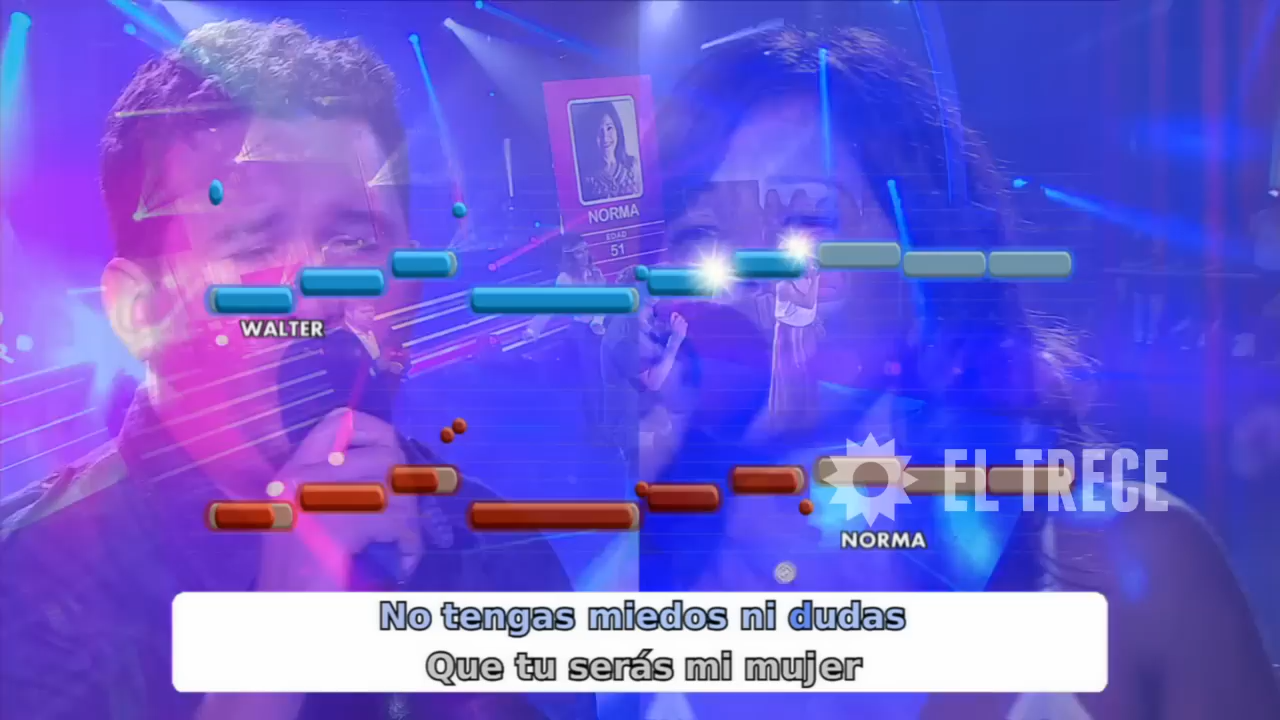 NORMA
EDAD
51
WALTER
EL TRECE
NORMA
No tengas miedos ni dudas
Que tu serás mi mujer